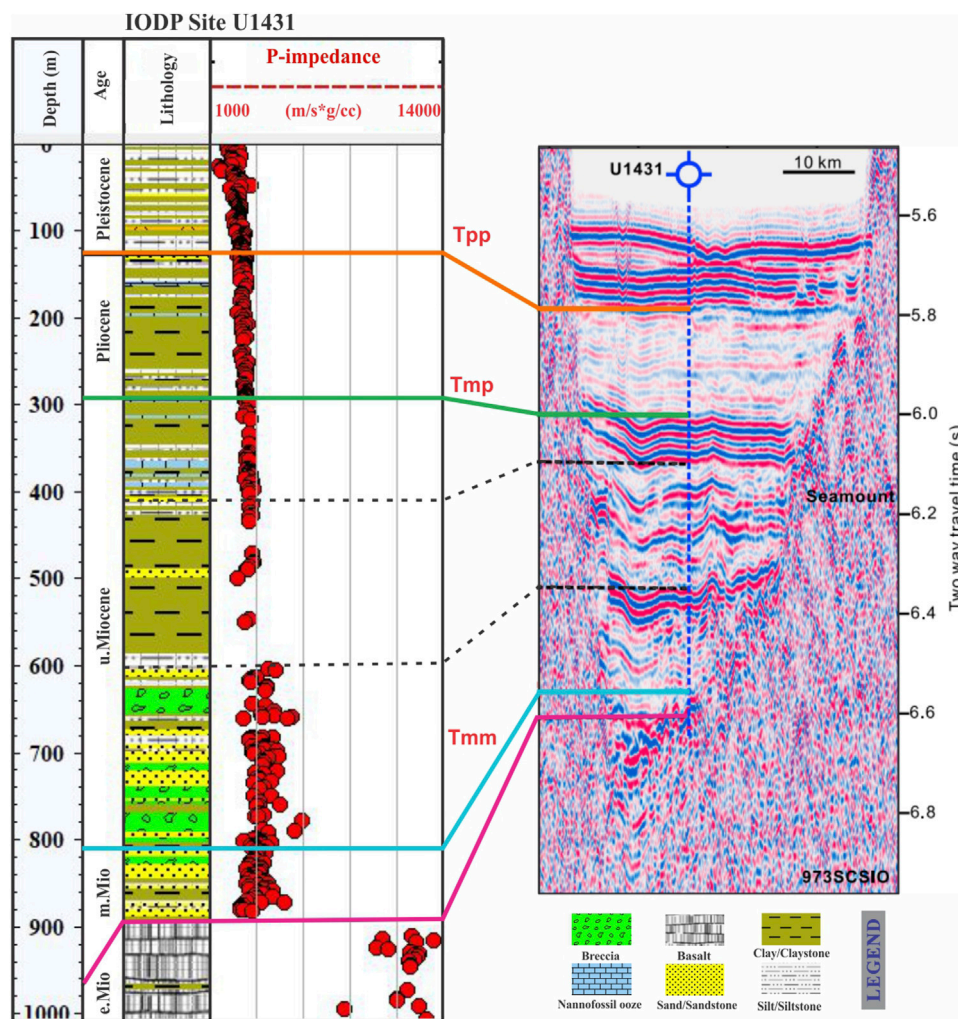 IODP Site U1431
Depth (m)
Age
Lithology
P-impedance
1000 (m/s*g/cc) 14000
0
100
200
300
400
500
600
700
800
900
1000
Pleistocene
Pliocene
u.Miocene
m.Mio
e.Mio
Tpp
Tmp
Tmm
U1431
10 km
Seamount
973SCSIO
5.6
5.8
6.0
6.2
6.4
6.6
6.8
Two way travel time (s)
Breccia
Basalt
Clay/Claystone
Nannofossil ooze
Sand/Sandstone
Silt/Siltstone
LEGEND